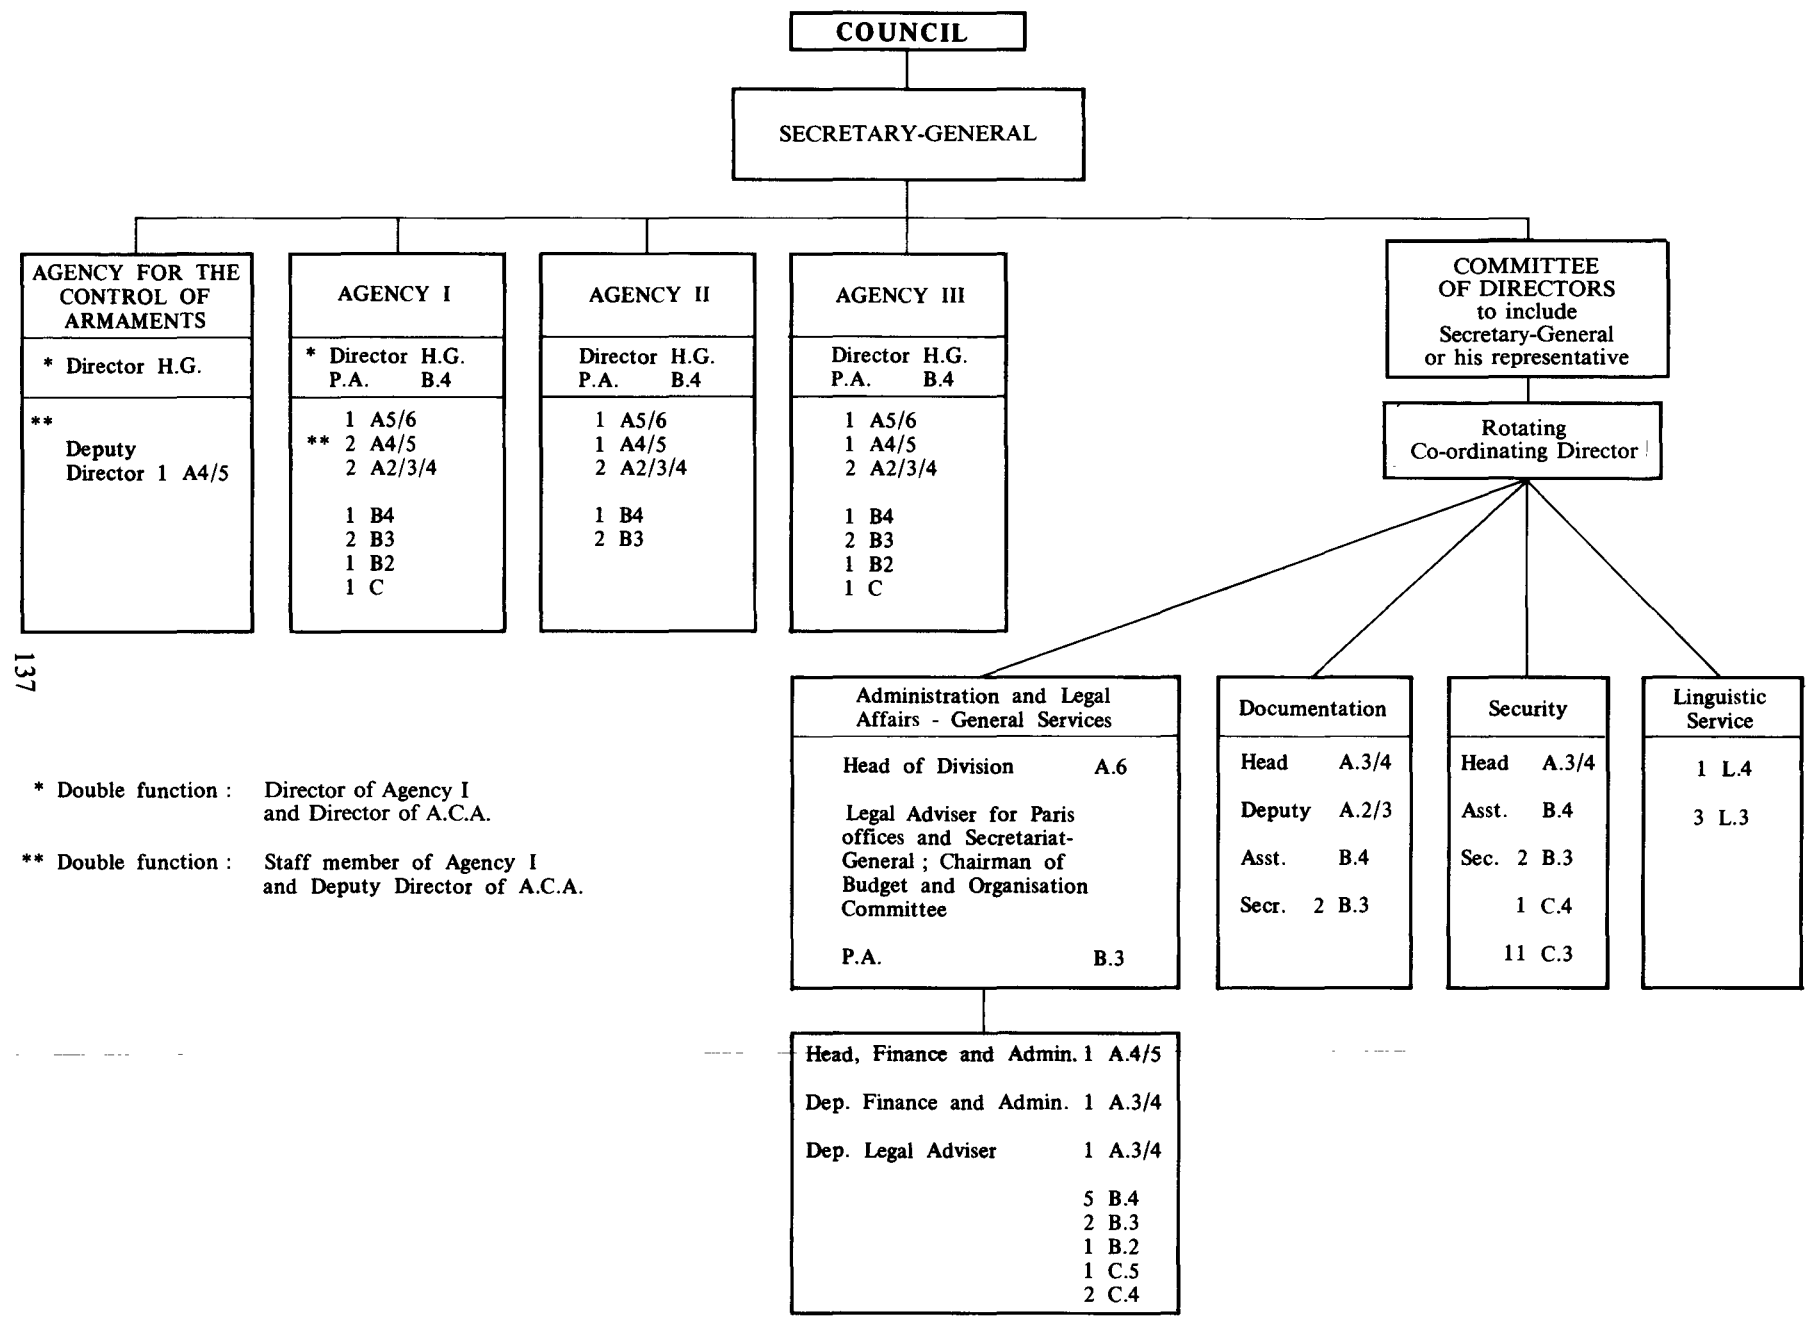 COUNCIL
SECRETARY-GENERAL
AGENCY FOR THE
CONTROL OF
ARMAMENTS
* Director H.G.
**
Deputy
Director 1 A4/5
AGENCY I
* Director H.G.
P.A. B.4
1 A5/6
** 2 A4/5
2 A2/3/4
1 B4
2 B3
1 B2
1 C
AGENCY II
Director H.G.
P.A. B.4
1 A5/6
1 A4/5
2 A2/3/4
1 B4
2 B3
AGENCY III
Director H.G.
P.A. B.4
1 A5/6
1 A4/5
2 A2/3/4
1 B4
2 B3
1 B2
1 C
COMMITTEE
OF DIRECTORS
to include
Secretary-General
or his representative
Rotating
Co-ordinating Director
Administration and Legal
Affairs - General Services
Head of Division A.6
Legal Adviser for Paris
offices and Secretariat-
General ; Chairman of
Budget and Organisation
Committee
P.A. B.3
Documentation
Head A.3/4
Deputy A.2/3
Asst. B.4
Secr. 2 B.3
Security
Head A.3/4
Asst. B.4
Sec. 2 B.3
1 C.4
11 C.3
Linguistic
Service
1 L.4
3 L.3
Head, Finance and Admin. 1 A.4/5
Dep. Finance and Admin. 1 A.3/4
Dep. Legal Adviser 1 A.3/4
5 B.4
2 B.3
1 B.2
1 C.5
2 C.4
137
* Double function : Director of Agency I
and Director of A.C.A.
** Double function : Staff member of Agency I
and Deputy Director of A.C.A.